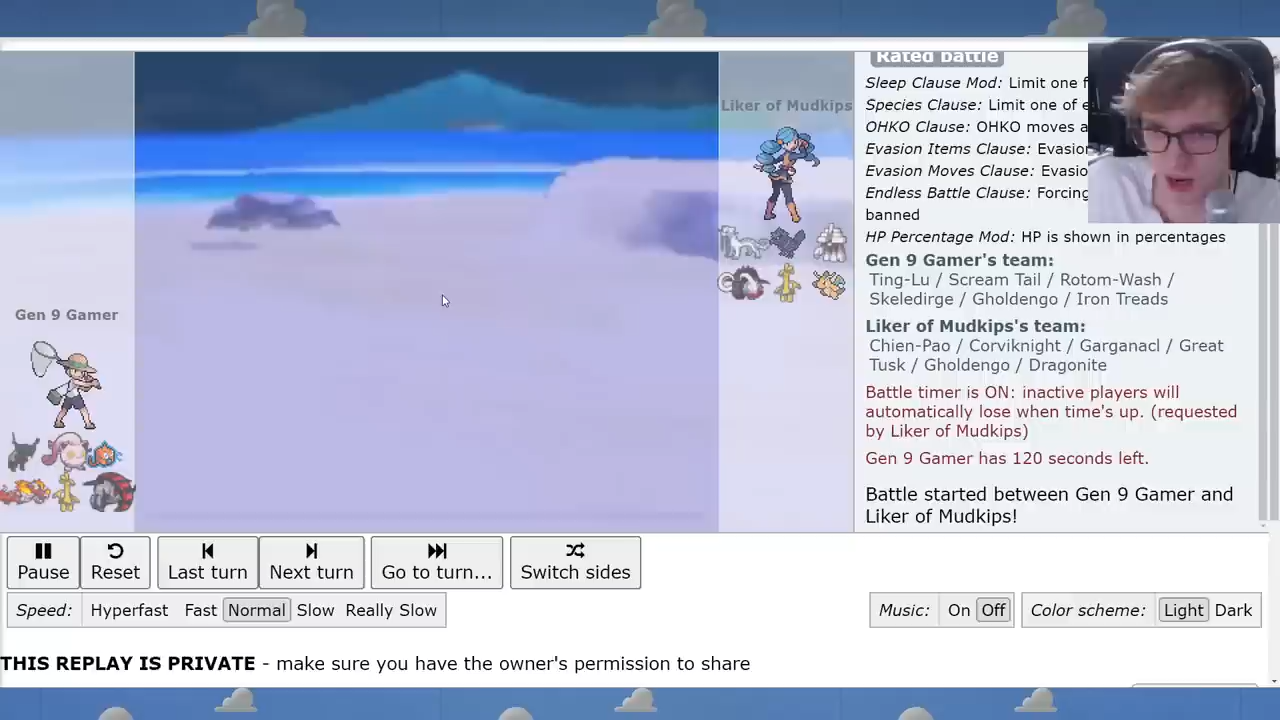 Rated battle
Sleep Clause Mod: Limit one f
Species Clause: Limit one of e
OHKO Clause: OHKO moves a
Evasion Items Clause: Evasio
Evasion Moves Clause: Evasio
Endless Battle Clause: Forcing
banned
HP Percentage Mod: HP is shown in percentages
Gen 9 Gamer's team:
Ting-Lu / Scream Tail / Rotom-Wash /
Skeledirge / Gholdengo / Iron Treads
Liker of Mudkips's team:
Chien-Pao / Corviknight / Garganacl / Great
Tusk / Gholdengo / Dragonite
Battle timer is ON: inactive players will
automatically lose when time's up. (requested
by Liker of Mudkips)
Gen 9 Gamer has 120 seconds left.
Battle started between Gen 9 Gamer and
Liker of Mudkips!
Liker of Mudkips
Gen 9 Gamer
Pause
Reset
Last turn
Next turn
Go to turn...
Switch sides
Speed: Hyperfast Fast Normal Slow Really Slow
Music: On Off
Color scheme: Light Dark
THIS REPLAY IS PRIVATE - make sure you have the owner's permission to share